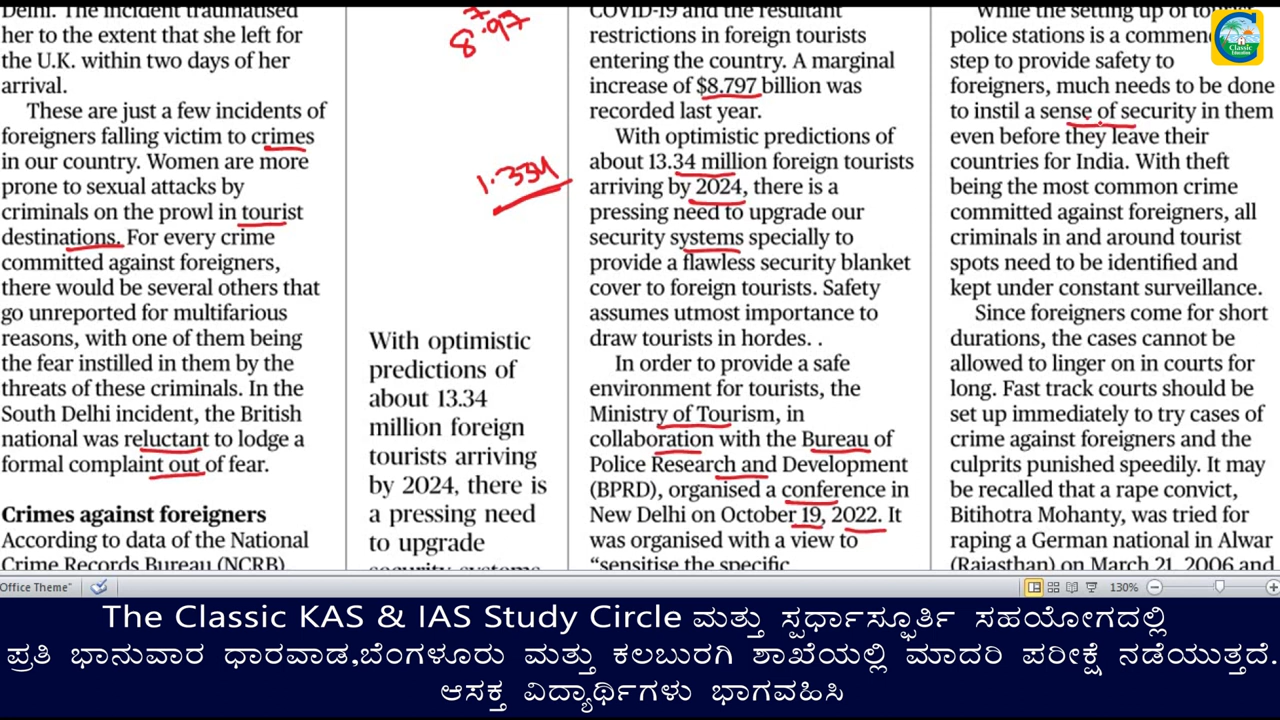 Delhi. The incident traumatised
her to the extent that she left for
the U.K. within two days of her
arrival.
These are just a few incidents of
foreigners falling victim to crimes
in our country. Women are more
prone to sexual attacks by
criminals on the prowl in tourist
destinations. For every crime
committed against foreigners,
there would be several others that
go unreported for multifarious
reasons, with one of them being
the fear instilled in them by the
threats of these criminals. In the
South Delhi incident, the British
national was reluctant to lodge a
formal complaint out of fear.
Crimes against foreigners
According to data of the National
Crime Records Bureau (NCRB)
8.97
7
1.334
With optimistic
predictions of
about 13.34
million foreign
tourists arriving
by 2024, there is
a pressing need
to upgrade
security systems
COVID-19 and the resultant
restrictions in foreign tourists
entering the country. A marginal
increase of $8.797 billion was
recorded last year.
With optimistic predictions of
about 13.34 million foreign tourists
arriving by 2024, there is a
pressing need to upgrade our
security systems specially to
provide a flawless security blanket
cover to foreign tourists. Safety
assumes utmost importance to
draw tourists in hordes. .
In order to provide a safe
environment for tourists, the
Ministry of Tourism, in
collaboration with the Bureau of
Police Research and Development
(BPRD), organised a conference in
New Delhi on October 19, 2022. It
was organised with a view to
“sensitise the specific
While the setting up of
police stations is a
step to provide safety to
foreigners, much needs to be done
to instil a sense of security in them
even before they leave their
countries for India. With theft
being the most common crime
committed against foreigners, all
criminals in and around tourist
spots need to be identified and
kept under constant surveillance.
Since foreigners come for short
durations, the cases cannot be
allowed to linger on in courts for
long. Fast track courts should be
set up immediately to try cases of
crime against foreigners and the
culprits punished speedily. It may
be recalled that a rape convict,
Bitihotra Mohanty, was tried for
raping a German national in Alwar
(Rajasthan) on March 21, 2006 and
Classic
Education
Office Theme"
130%
The Classic KAS & IAS Study Circle ಮತ್ತು ಸ್ಪರ್ಧಾಸ್ಫೂರ್ತಿ ಸಹಯೋಗದಲ್ಲಿ
ಪ್ರತಿ ಭಾನುವಾರ ಧಾರವಾಡ,ಬೆಂಗಳೂರು ಮತ್ತು ಕಲಬುರಗಿ ಶಾಖೆಯಲ್ಲಿ ಮಾದರಿ ಪರೀಕ್ಷೆ ನಡೆಯುತ್ತದೆ.
ಆಸಕ್ತ ವಿದ್ಯಾರ್ಥಿಗಳು ಭಾಗವಹಿಸಿ